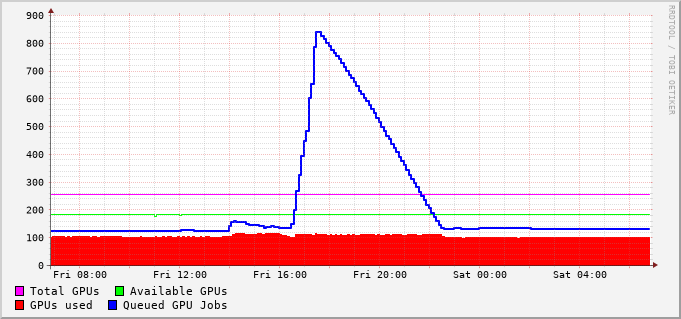 900
800
700
600
500
400
300
200
100
0
Fri 08:00 Fri 12:00 Fri 16:00 Fri 20:00 Sat 00:00 Sat 04:00
Total GPUs Available GPUs
GPUs used Queued GPU Jobs
RRDTOOL / TOBI OETIKER